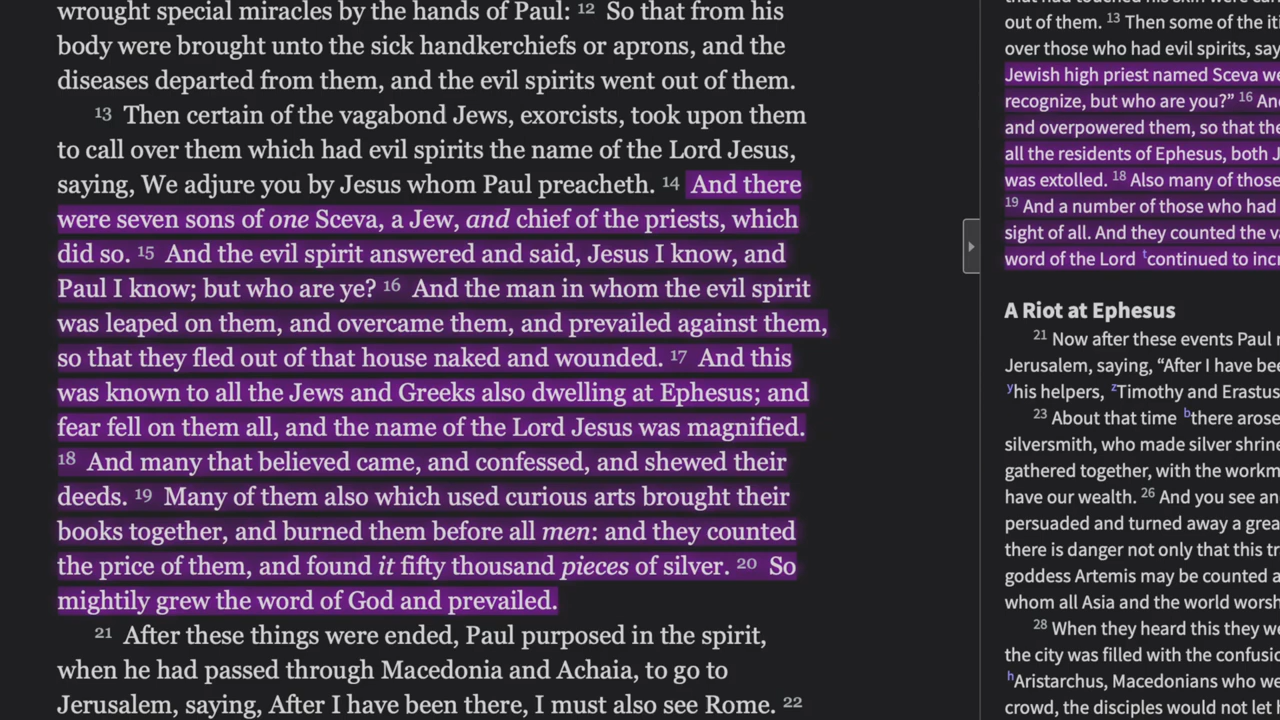 wrought special miracles by the hands of Paul: 12 So that from his
body were brought unto the sick handkerchiefs or aprons, and the
diseases departed from them, and the evil spirits went out of them.
13 Then certain of the vagabond Jews, exorcists, took upon them
to call over them which had evil spirits the name of the Lord Jesus,
saying, We adjure you by Jesus whom Paul preacheth. 14 And there
were seven sons of one Sceva, a Jew, and chief of the priests, which
did so. 15 And the evil spirit answered and said, Jesus I know, and
Paul I know; but who are ye? 16 And the man in whom the evil spirit
was leaped on them, and overcame them, and prevailed against them,
so that they fled out of that house naked and wounded. 17 And this
was known to all the Jews and Greeks also dwelling at Ephesus; and
fear fell on them all, and the name of the Lord Jesus was magnified.
18 And many that believed came, and confessed, and shewed their
deeds. 19 Many of them also which used curious arts brought their
books together, and burned them before all men: and they counted
the price of them, and found it fifty thousand pieces of silver. 20 So
mightily grew the word of God and prevailed.
21 After these things were ended, Paul purposed in the spirit,
when he had passed through Macedonia and Achaia, to go to
Jerusalem, saying, After I have been there, I must also see Rome. 22
out of them. 13 Then some of the
over those who had evil spirits,
Jewish high priest named Sceva
recognize, but who are you?” 16
and overpowered them, so that
all the residents of Ephesus, both
was extolled. 18 Also many of those
19 And a number of those who had
sight of all. And they counted the
word of the Lord t continued to
A Riot at Ephesus
21 Now after these events Paul
Jerusalem, saying, “After I have
y his helpers, z Timothy and Erastus
23 About that time b there arose
silversmith, who made silver
gathered together, with the
have our wealth. 26 And you see
persuaded and turned away a
there is danger not only that this
goddess Artemis may be counted
whom all Asia and the world
28 When they heard this they
the city was filled with the
h Aristarchus, Macedonians who
crowd, the disciples would not let